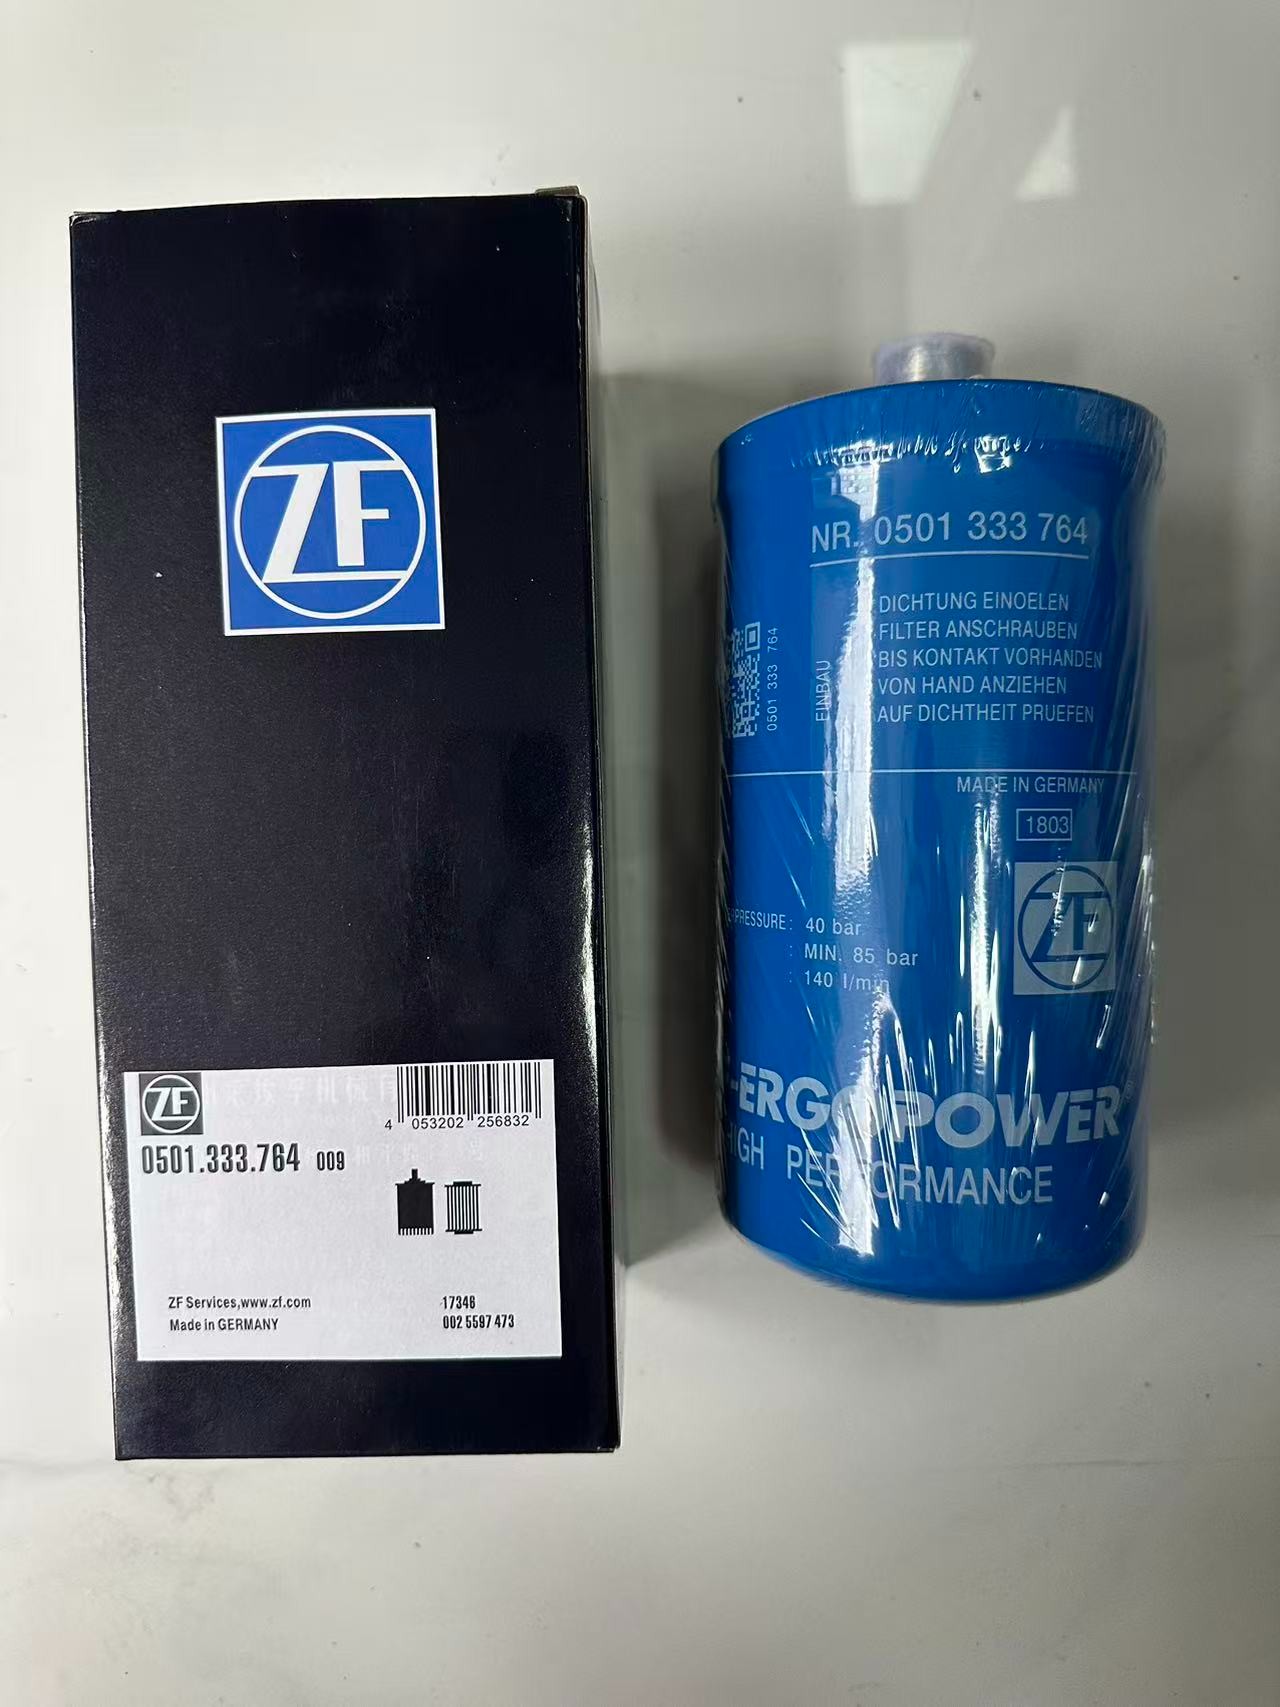 ZF
ZF
4 053202 256832
0501.333.764 009
ZF Services,www.zf.com
Made in GERMANY
17346
002 5597 473
NR. 0501 333 764
0501 333 764
EINBAU
DICHTUNG EINOELEN
FILTER ANSCHRAUBEN
BIS KONTAKT VORHANDEN
VON HAND ANZIEHEN
AUF DICHTHEIT PRUEFEN
MADE IN GERMANY
1803
ZF
PRESSURE: 40 bar
: MIN. 85 bar
: 140 l/min
-ERGOPOWER
HIGH PERFORMANCE